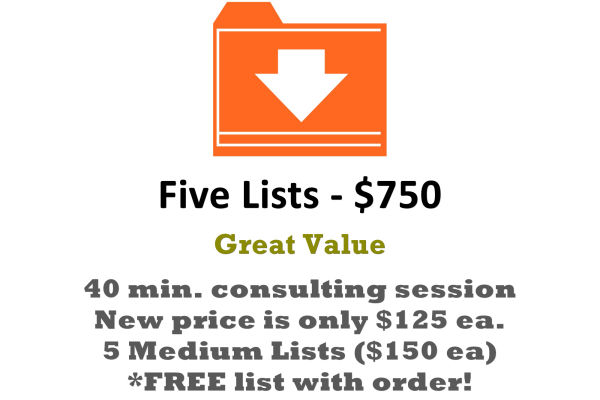 Five Lists - $750
Great Value
40 min. consulting session
New price is only $125 ea.
5 Medium Lists ($150 ea)
*FREE list with order!